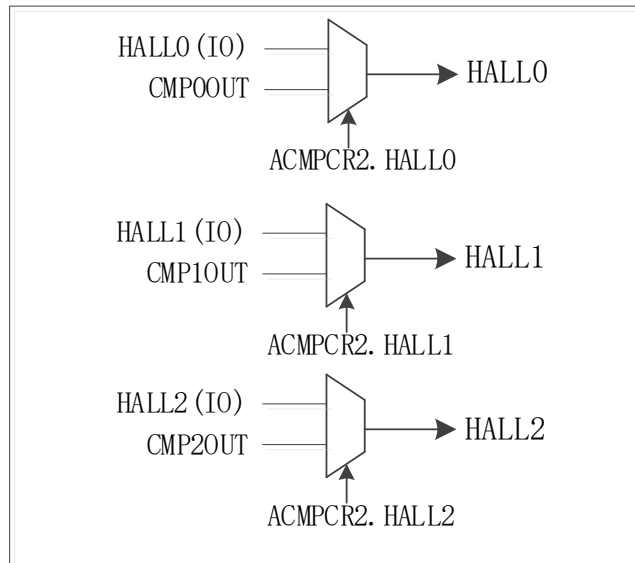 HALL0(IO)
CMP0OUT
HALL0
ACMPCR2.HALL0
HALL1(IO)
CMP1OUT
HALL1
ACMPCR2.HALL1
HALL2(IO)
CMP2OUT
HALL2
ACMPCR2.HALL2